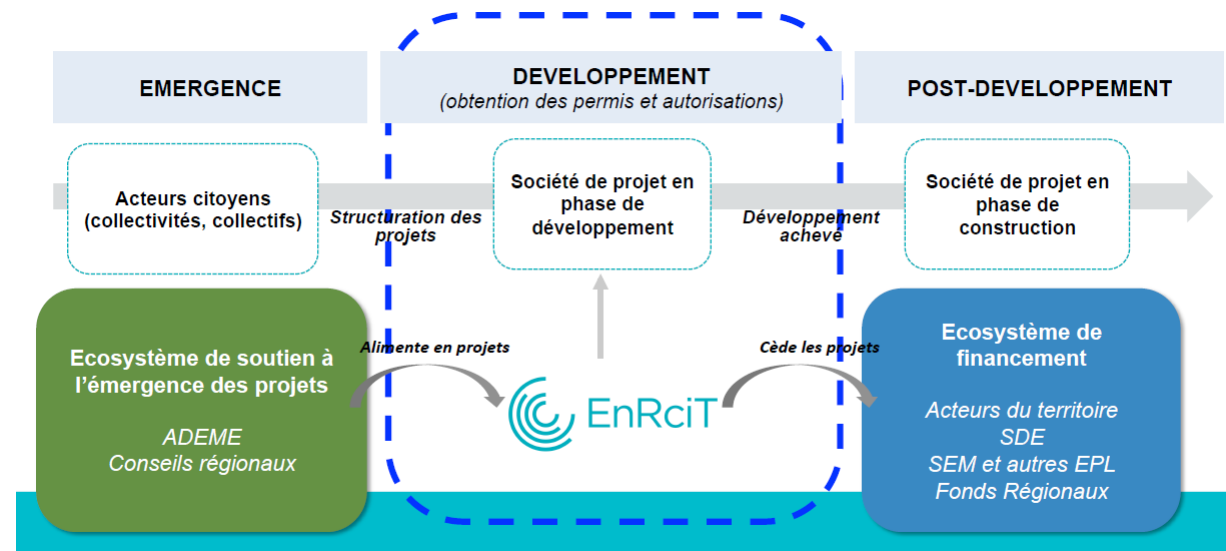 EMERGENCE
DEVELOPPEMENT
(obtention des permis et autorisations)
POST-DEVELOPPEMENT
Acteurs citoyens
(collectivités, collectifs)
Structuration des
projets
Société de projet en
phase de
développement
Développement
achevé
Société de projet en
phase de
construction
Ecosystème de soutien à
l'émergence des projets
ADEME
Conseils régionaux
Alimente en projets
EnRciT
Cède les projets
Ecosystème de
financement
Acteurs du territoire
SDE
SEM et autres EPL
Fonds Régionaux